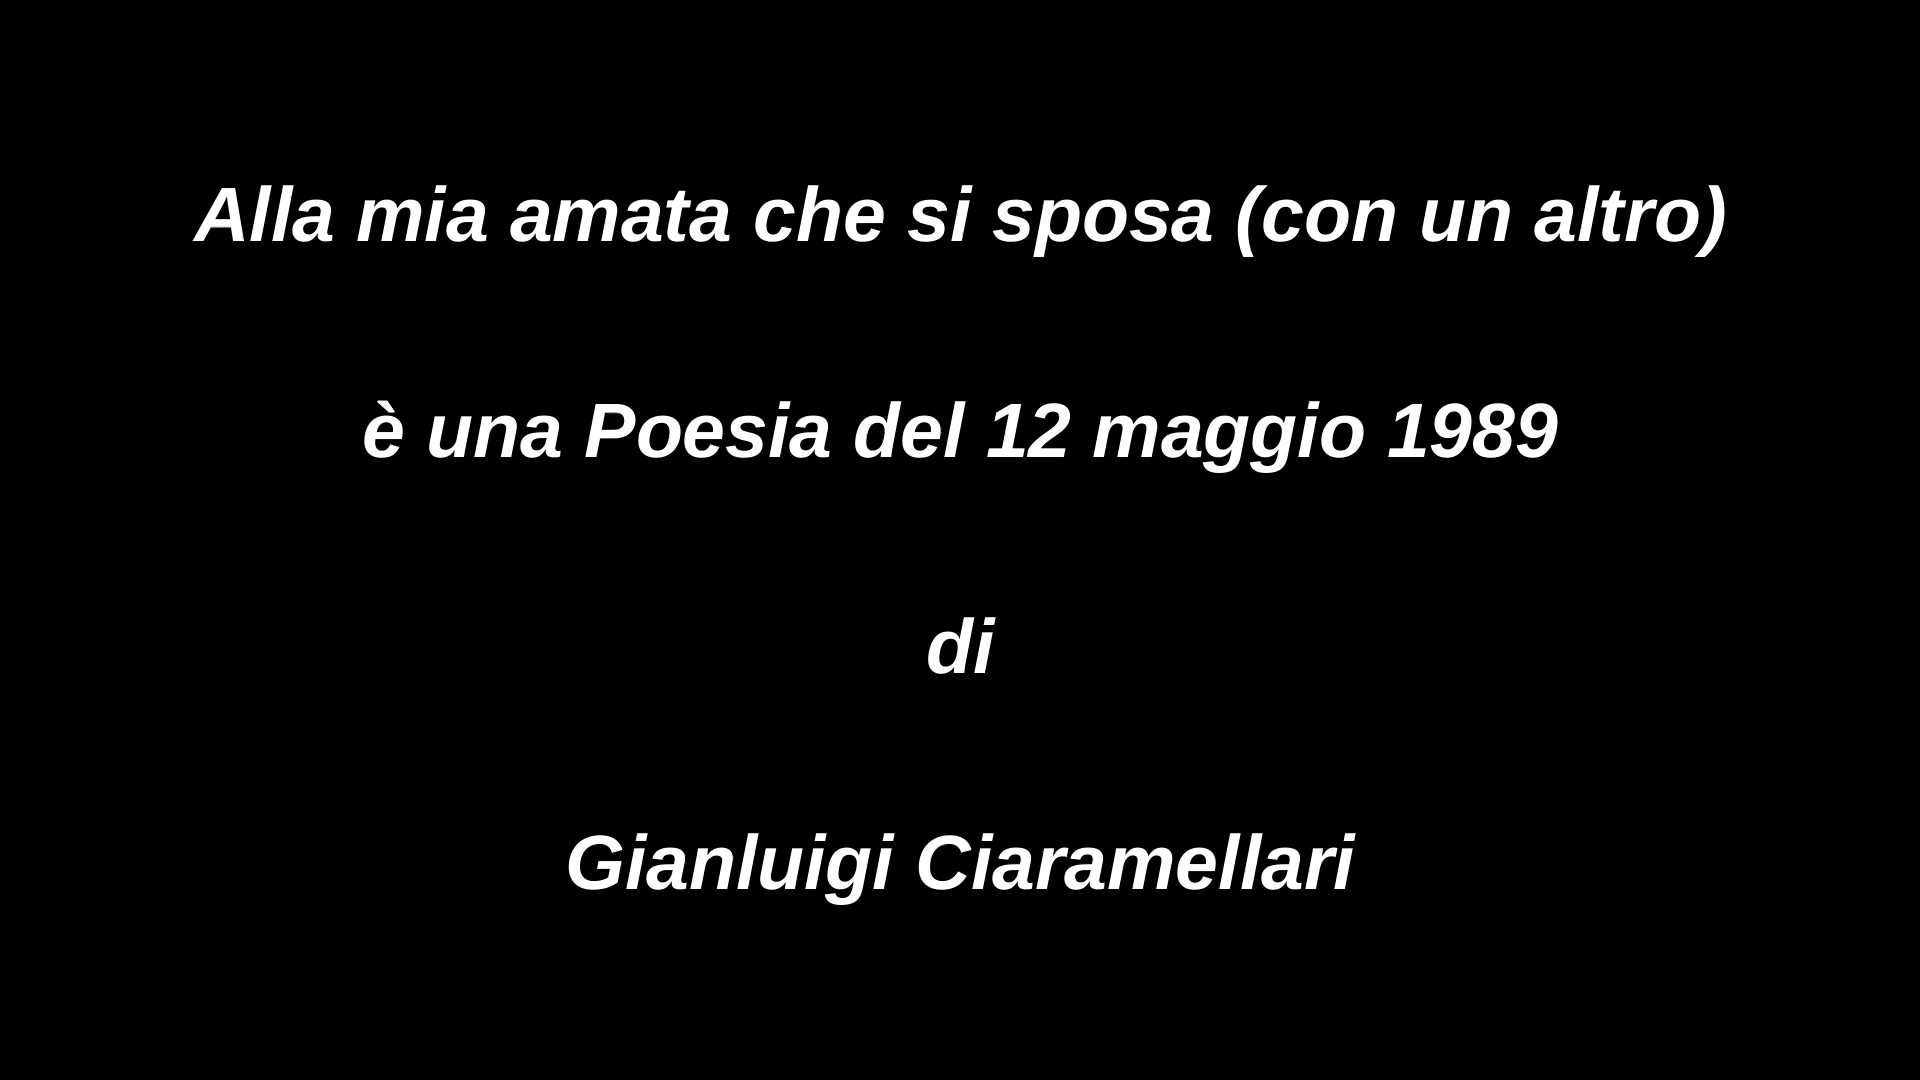 Alla mia amata che si sposa (con un altro)
è una Poesia del 12 maggio 1989
di
Gianluigi Ciaramellari